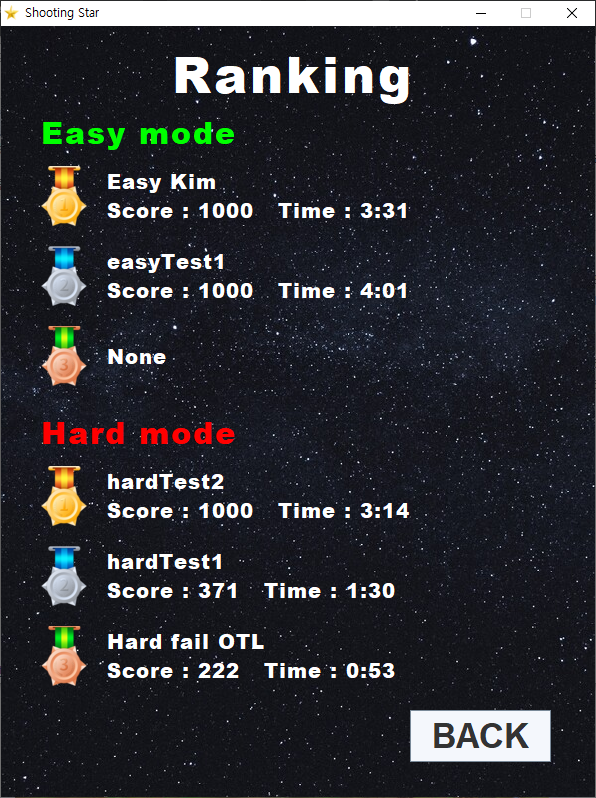 Shooting Star
Ranking
Easy mode
1
Easy Kim
Score : 1000 Time : 3:31
2
easyTest1
Score : 1000 Time : 4:01
3
None
Hard mode
1
hardTest2
Score : 1000 Time : 3:14
2
hardTest1
Score : 371 Time : 1:30
3
Hard fail OTL
Score : 222 Time : 0:53
BACK